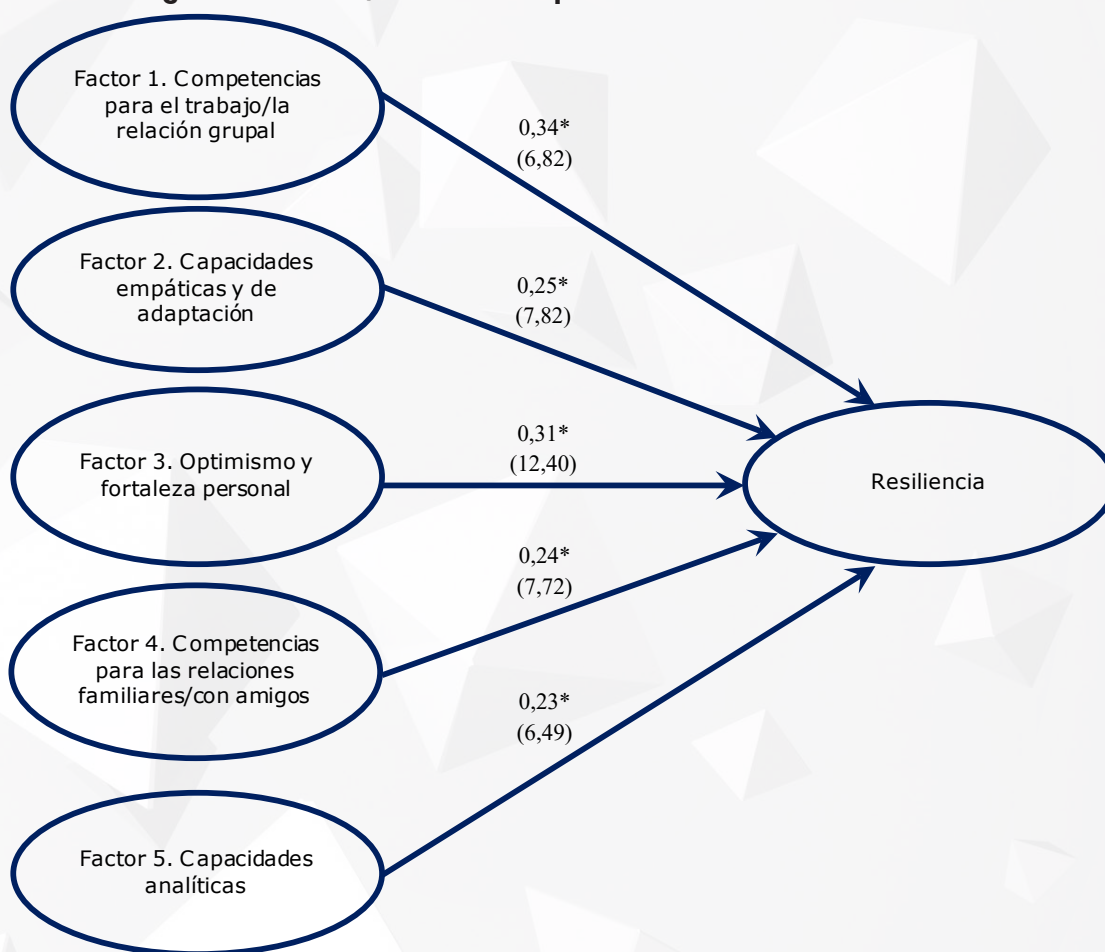 Factor 1. Competencias
para el trabajo/la
relación grupal
0,34*
(6,82)
Factor 2. Capacidades
empáticas y de
adaptación
0,25*
(7,82)
Factor 3. Optimismo y
fortaleza personal
0,31*
(12,40)
Resiliencia
Factor 4. Competencias
para las relaciones
familiares/con amigos
0,24*
(7,72)
0,23*
(6,49)
Factor 5. Capacidades
analíticas